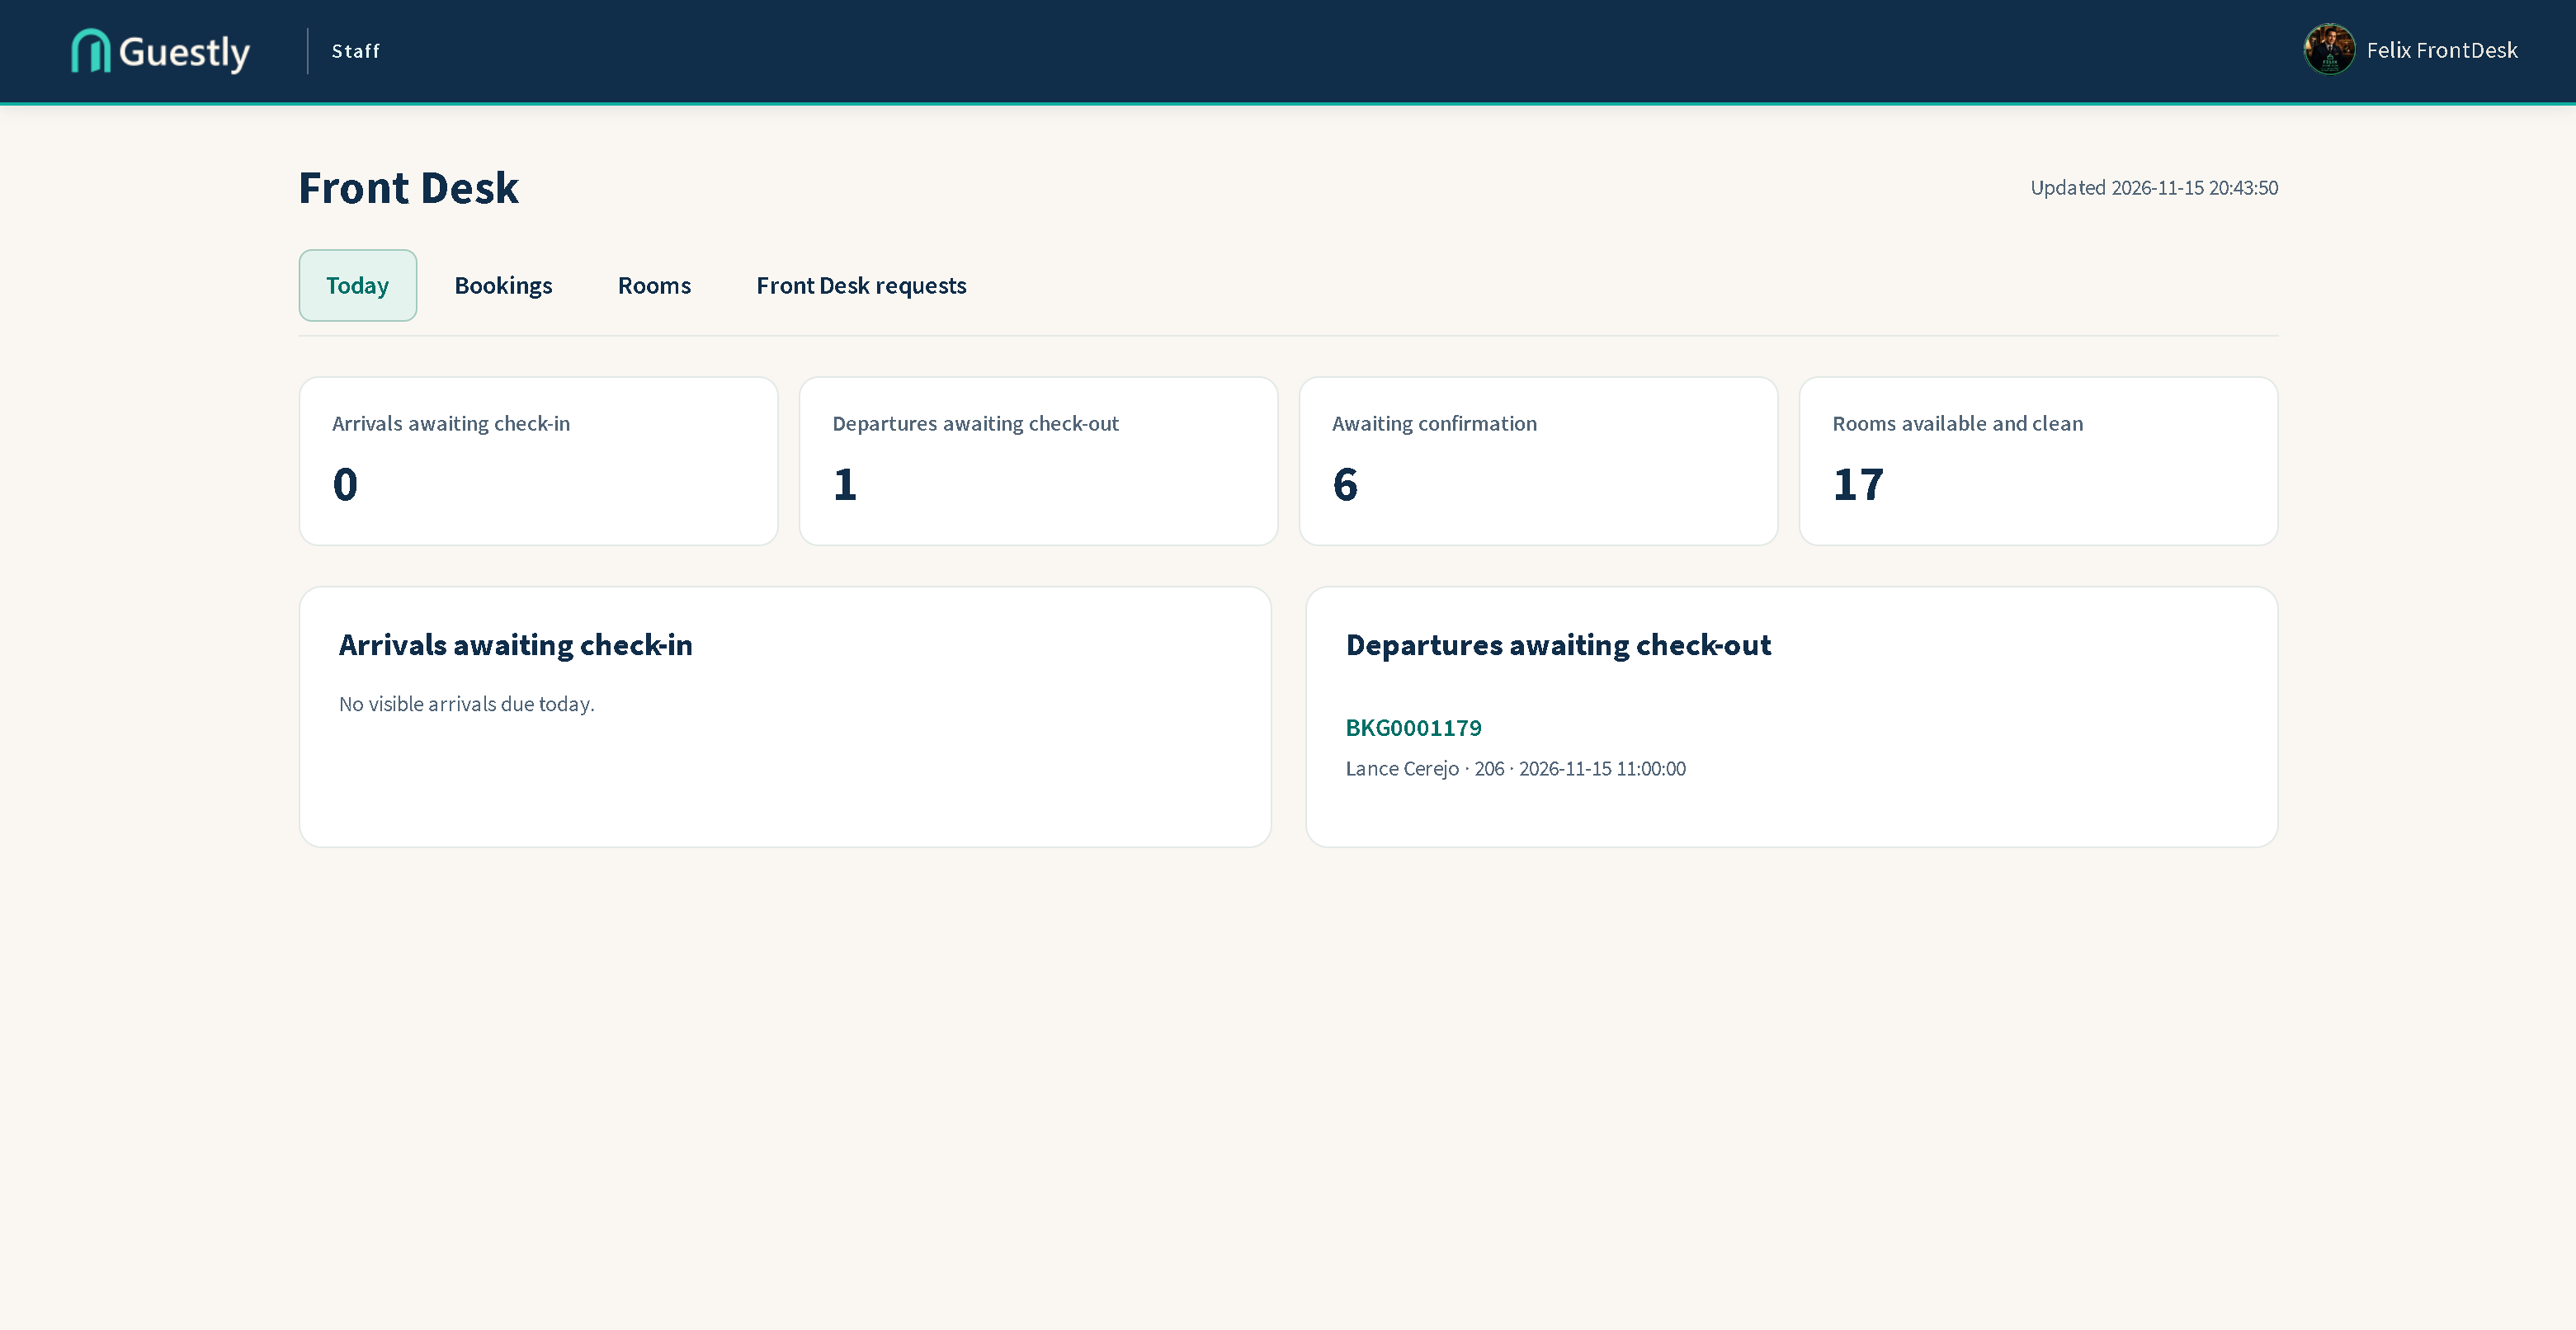 Guestly
Staff
Felix FrontDesk
Front Desk
Updated 2026-11-15 20:43:50
Today
Bookings
Rooms
Front Desk requests
Arrivals awaiting check-in
0
Departures awaiting check-out
1
Awaiting confirmation
6
Rooms available and clean
17
Arrivals awaiting check-in
No visible arrivals due today.
Departures awaiting check-out
BKG0001179
Lance Cerejo · 206 · 2026-11-15 11:00:00